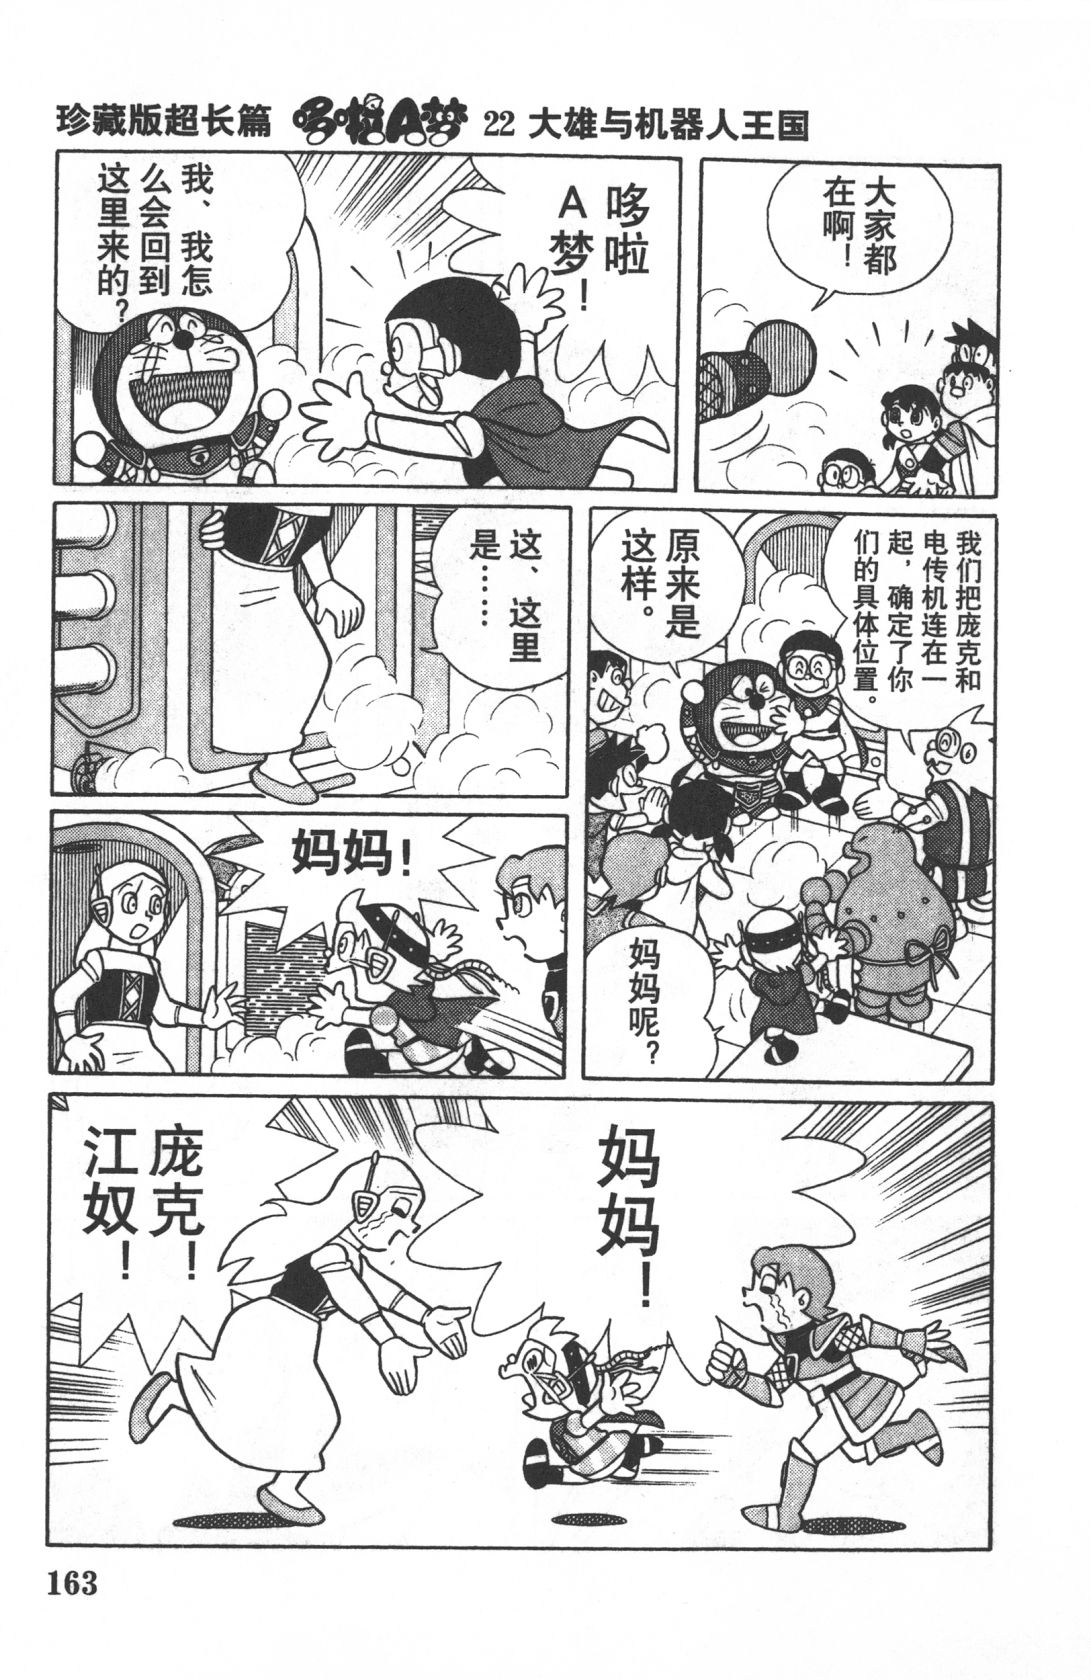 珍藏版超长篇 哆啦A梦 22 大雄与机器人王国
大家都
在啊！
哆啦
A梦！
我、我怎
么会回到
这里来的？
我们把庞克和
电传机连在一
起，确定了你
们的具体位置。
原来是
这样。
妈妈呢？
这、这里
是……
妈妈！
妈妈！
庞克！
江奴！
163